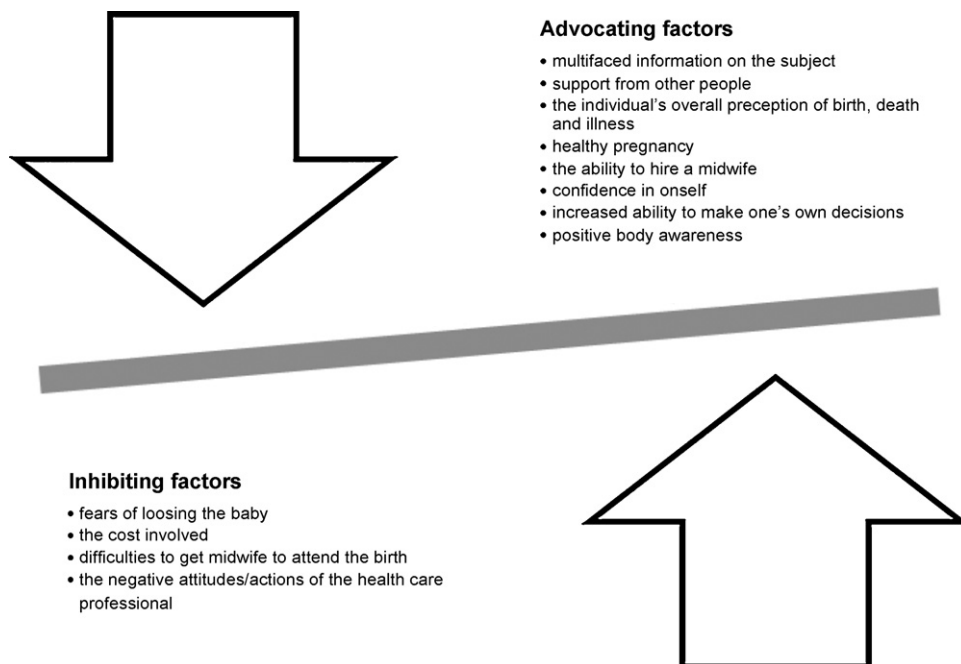 Advocating factors
• multifaced information on the subject
• support from other people
• the individual's overall preception of birth, death
and illness
• healthy pregnancy
• the ability to hire a midwife
• confidence in onself
• increased ability to make one's own decisions
• positive body awareness
Inhibiting factors
• fears of loosing the baby
• the cost involved
• difficulties to get midwife to attend the birth
• the negative attitudes/actions of the health care
professional